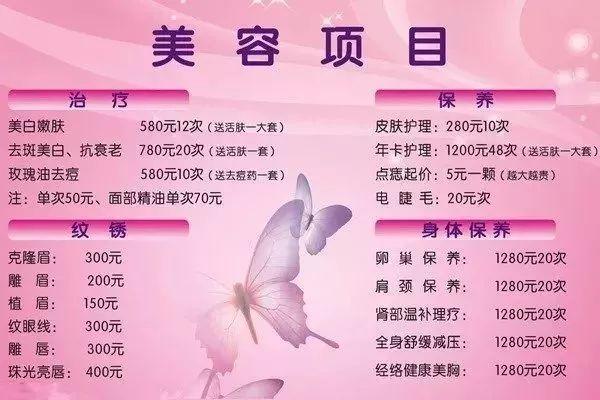 美容项目
治疗
美白嫩肤 580元12次（送活肤一大套）
去斑美白、抗衰老 780元20次（送活肤一套）
玫瑰油去痘 580元10次（送去痘药一套）
注：单次50元、面部精油单次70元
纹绣
克隆眉： 300元
雕眉： 200元
植眉： 150元
纹眼线： 300元
雕唇： 300元
珠光亮唇： 400元
保养
皮肤护理：280元10次
年卡护理：1200元48次（送活肤一大套）
点痣起价：5元一颗（越大越贵）
电睫毛：20元次
身体保养
卵巢保养： 1280元20次
肩颈保养： 1280元20次
肾部温补理疗： 1280元20次
全身舒缓减压： 1280元20次
经络健康美胸： 1280元20次